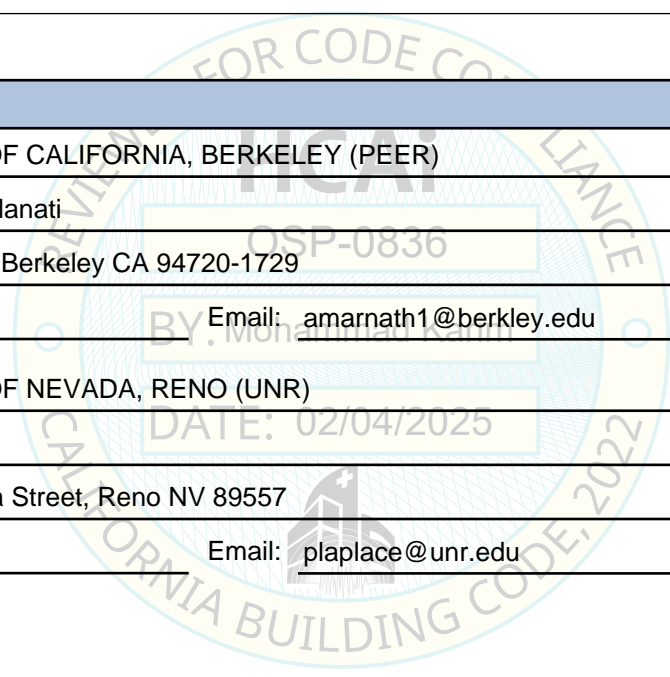 OF CALIFORNIA, BERKELEY (PEER)
Berkeley CA 94720-1729
Email: amarnath1@berkley.edu
OF NEVADA, RENO (UNR)
Street, Reno NV 89557
Email: plaplace@unr.edu
FOR CODE
HCAi
OSP-0836
BY: Mohammad Karim
DATE: 02/04/2025
CALIFORNIA BUILDING CODE, 2022